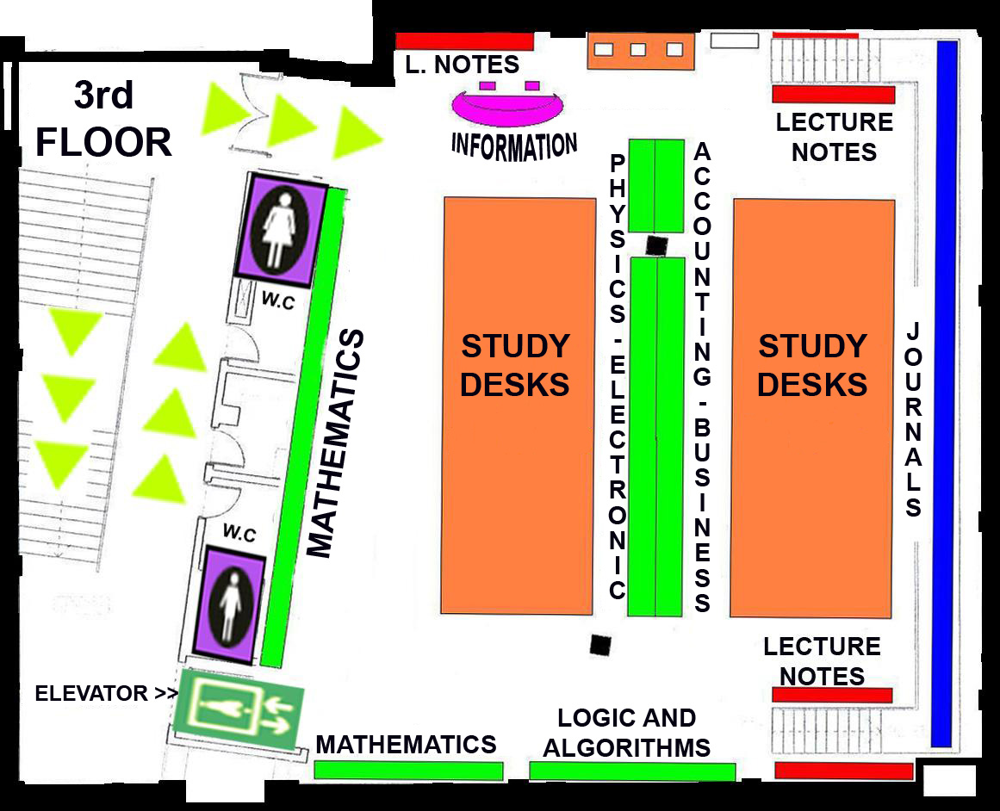 3rd
FLOOR
L. NOTES
INFORMATION
LECTURE
NOTES
PHYSICS - ELECTRONIC
ACCOUNTING - BUSINESS
W.C
MATHEMATICS
STUDY
DESKS
STUDY
DESKS
JOURNALS
W.C
ELEVATOR >>
LECTURE
NOTES
MATHEMATICS
LOGIC AND
ALGORITHMS